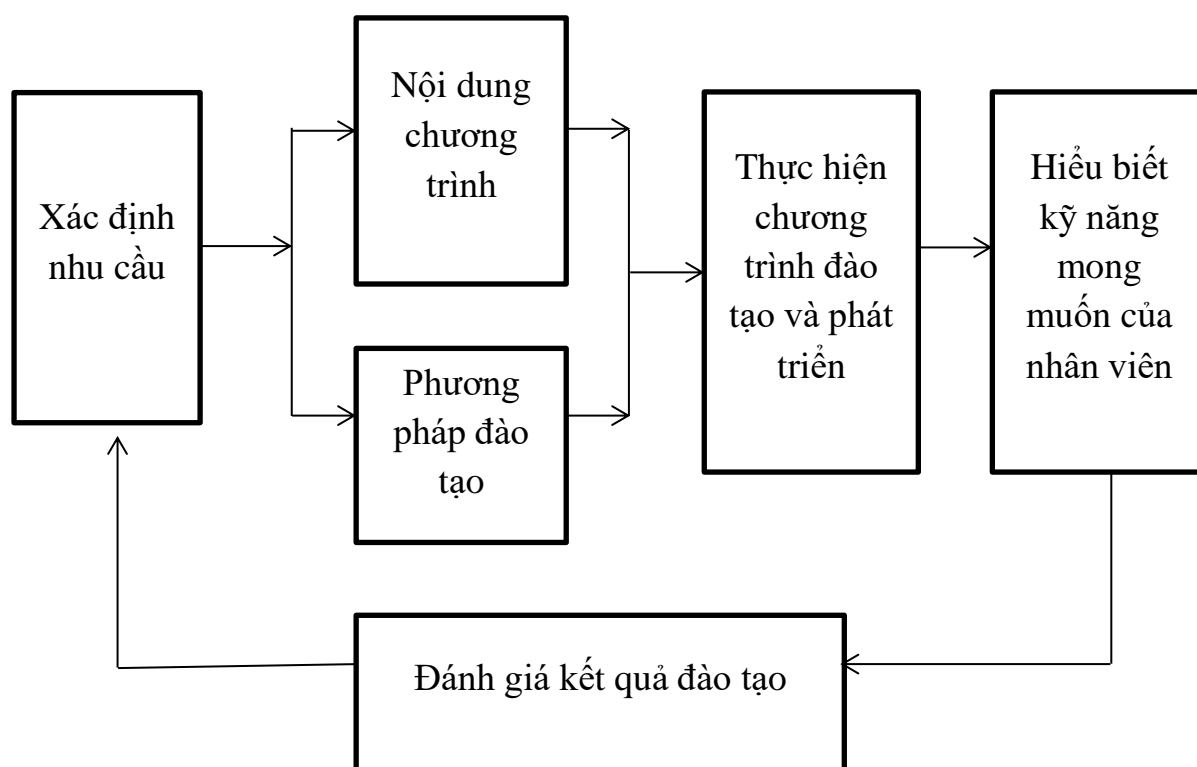 Xác định
nhu cầu
Nội dung
chương
trình
Phương
pháp đào
tạo
Thực hiện
chương
trình đào
tạo và phát
triển
Hiểu biết
kỹ năng
mong
muốn của
nhân viên
Đánh giá kết quả đào tạo